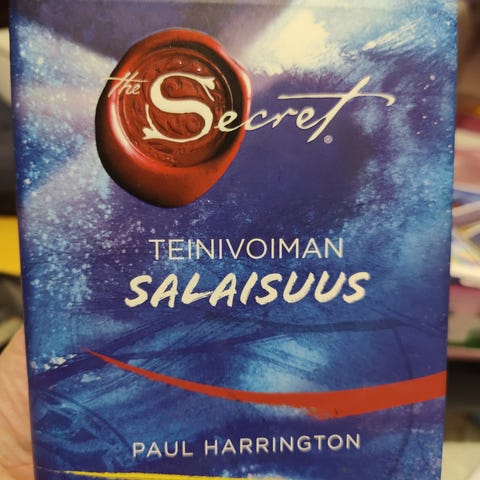 the Secret®
TEINIVOIMAN
SALAISUUS
PAUL HARRINGTON